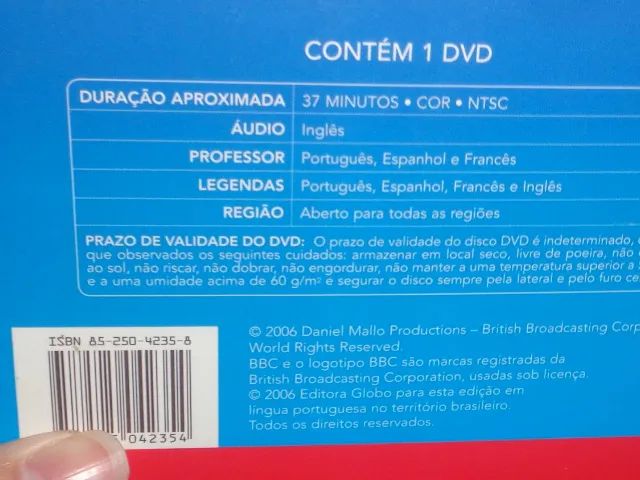 CONTÉM 1 DVD
DURAÇÃO APROXIMADA 37 MINUTOS • COR • NTSC
ÁUDIO Inglês
PROFESSOR Português, Espanhol e Francês
LEGENDAS Português, Espanhol, Francês e Inglês
REGIÃO Aberto para todas as regiões
PRAZO DE VALIDADE DO DVD: O prazo de validade do disco DVD é indeterminado,
que observados os seguintes cuidados: armazenar em local seco, livre de poeira, não
ao sol, não riscar, não dobrar, não engordurar, não manter a uma temperatura superior a
e a uma umidade acima de 60 g/m² e segurar o disco sempre pela lateral e pelo furo
ISBN 85-250-4235-8
042354
© 2006 Daniel Mallo Productions – British Broadcasting
World Rights Reserved.
BBC e o logotipo BBC são marcas registradas da
British Broadcasting Corporation, usadas sob licença.
© 2006 Editora Globo para esta edição em
língua portuguesa no território brasileiro.
Todos os direitos reservados.